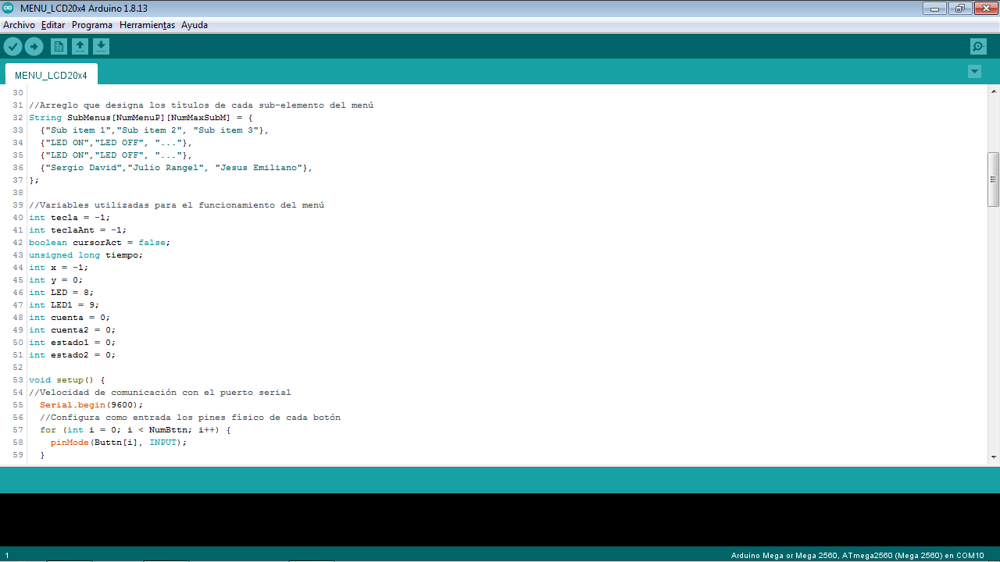 MENU_LCD20x4 Arduino 1.8.13
Archivo Editar Programa Herramientas Ayuda
MENU_LCD20x4
30
31 //Arreglo que designa los títulos de cada sub-elemento del menú
32 String SubMenus[NumMenuP][NumMaxSubM] = {
33   {"Sub item 1","Sub item 2", "Sub item 3"},
34   {"LED ON","LED OFF", "..."},
35   {"LED ON","LED OFF", "..."},
36   {"Sergio David","Julio Rangel", "Jesus Emiliano"},
37 };
38
39 //Variables utilizadas para el funcionamiento del menú
40 int tecla = -1;
41 int teclaAnt = -1;
42 boolean cursorAct = false;
43 unsigned long tiempo;
44 int x = -1;
45 int y = 0;
46 int LED = 8;
47 int LED1 = 9;
48 int cuenta = 0;
49 int cuenta2 = 0;
50 int estado1 = 0;
51 int estado2 = 0;
52
53 void setup() {
54 //Velocidad de comunicación con el puerto serial
55   Serial.begin(9600);
56   //Configura como entrada los pines físico de cada botón
57   for (int i = 0; i < NumBttn; i++) {
58     pinMode(Buttn[i], INPUT);
59   }
1 Arduino Mega or Mega 2560, ATmega2560 (Mega 2560) en COM10